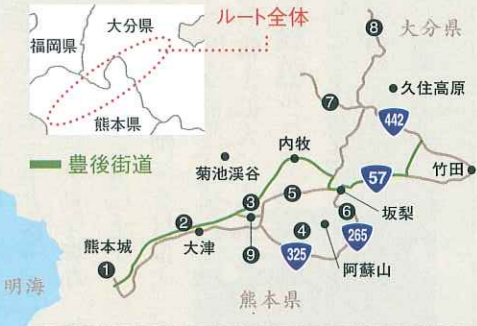 ルート全体
大分県
福岡県
熊本県
豊後街道
8
大分県
7
久住高原
442
内牧
菊池渓谷
57
竹田
3
5
坂梨
2
6
熊本城
大津
4
265
9
325
阿蘇山
1
明海
熊本県